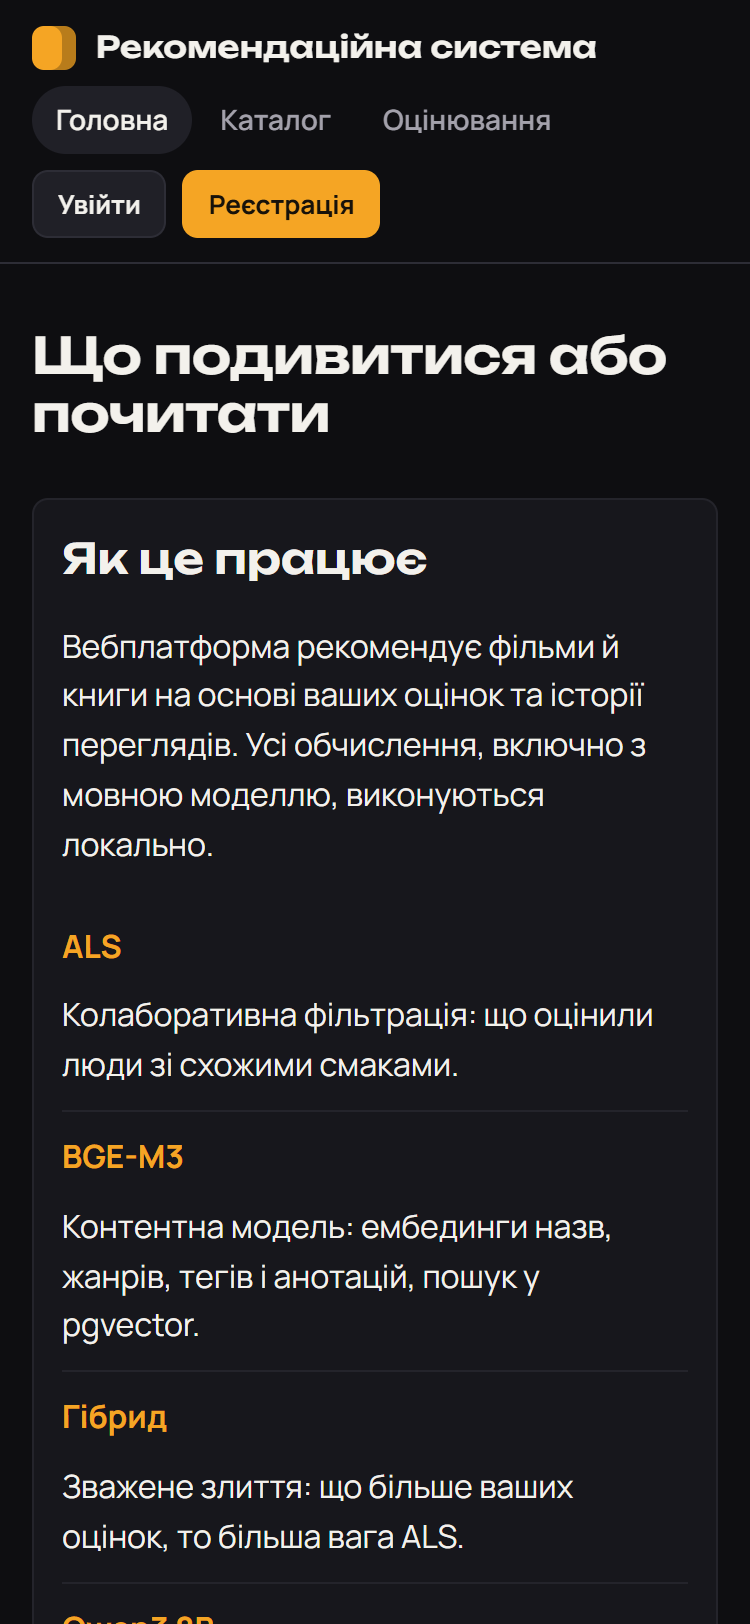 Рекомендаційна система
Головна Каталог Оцінювання
Увійти Реєстрація
Що подивитися або
почитати
Як це працює
Вебплатформа рекомендує фільми й
книги на основі ваших оцінок та історії
переглядів. Усі обчислення, включно з
мовною моделлю, виконуються
локально.
ALS
Колаборативна фільтрація: що оцінили
люди зі схожими смаками.
BGE-M3
Контентна модель: ембединги назв,
жанрів, тегів і анотацій, пошук у
pgvector.
Гібрид
Зважене злиття: що більше ваших
оцінок, то більша вага ALS.